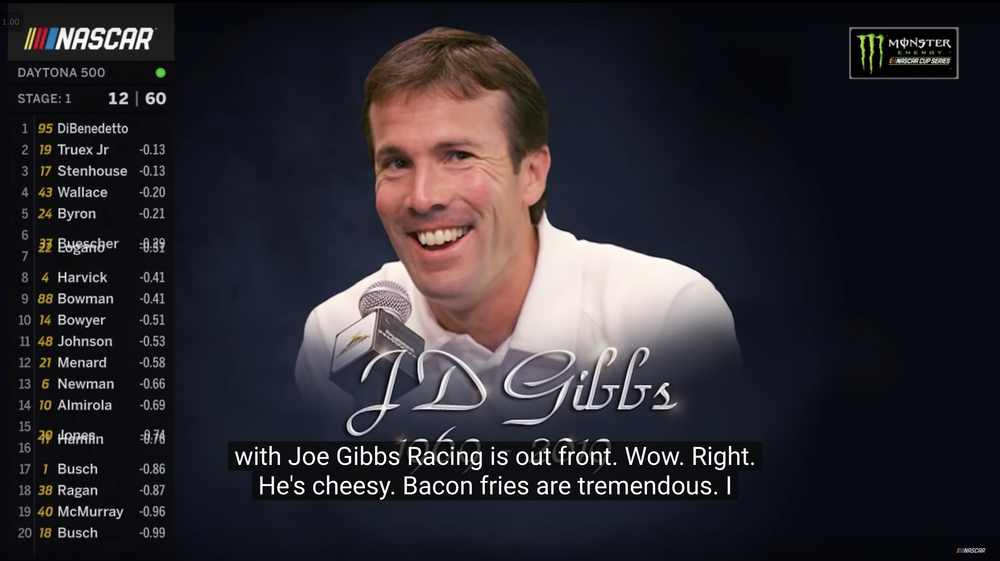 1.00
NASCAR
DAYTONA 500
STAGE: 1 12 | 60
1 95 DiBenedetto
2 19 Truex Jr -0.13
3 17 Stenhouse -0.13
4 43 Wallace -0.20
5 24 Byron -0.21
6 37 Buescher
7 22 Logano
8 4 Harvick -0.41
9 88 Bowman -0.41
10 14 Bowyer -0.51
11 48 Johnson -0.53
12 21 Menard -0.58
13 6 Newman -0.66
14 10 Almirola -0.69
15 20 Jones -0.74
16 11 Hamlin -0.76
17 1 Busch -0.86
18 38 Ragan -0.87
19 40 McMurray -0.96
20 18 Busch -0.99
MONSTER
ENERGY
NASCAR CUP SERIES
JD Gibbs
1969 - 2019
with Joe Gibbs Racing is out front. Wow. Right.
He's cheesy. Bacon fries are tremendous. I
NASCAR